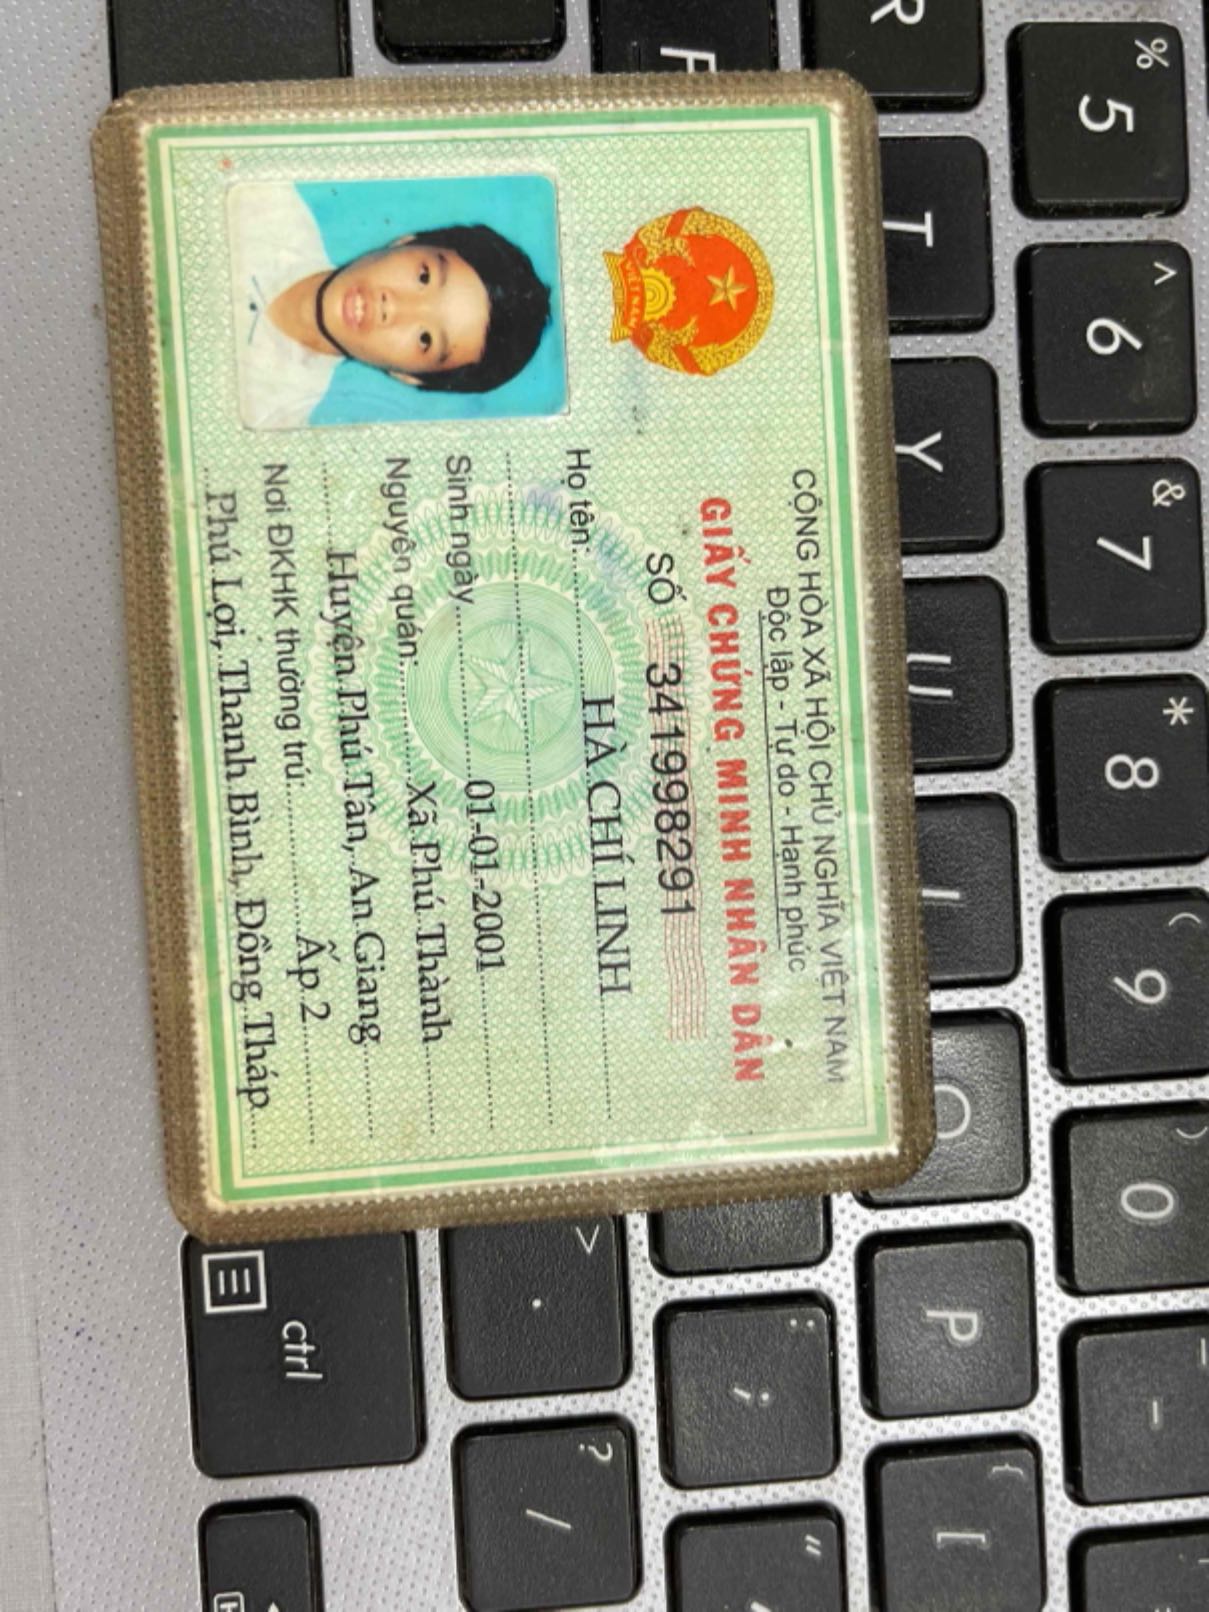 CỘNG HÒA XÃ HỘI CHỦ NGHĨA VIỆT NAM
Độc lập - Tự do - Hạnh phúc
GIẤY CHỨNG MINH NHÂN DÂN
SỐ 341998291
VIỆT NAM
Họ tên: HÀ CHÍ LINH
Sinh ngày 01-01-2001
Nguyên quán: Xã Phú Thành
Huyện Phú Tân, An Giang
Nơi ĐKHK thường trú: Ấp 2
Phú Lợi, Thanh Bình, Đồng Tháp
R
F
% 5
T
^ 6
Y
& 7
U
* 8
I
( 9
O
) 0
P
-
ctrl
> .
: ;
? /
{ [
"